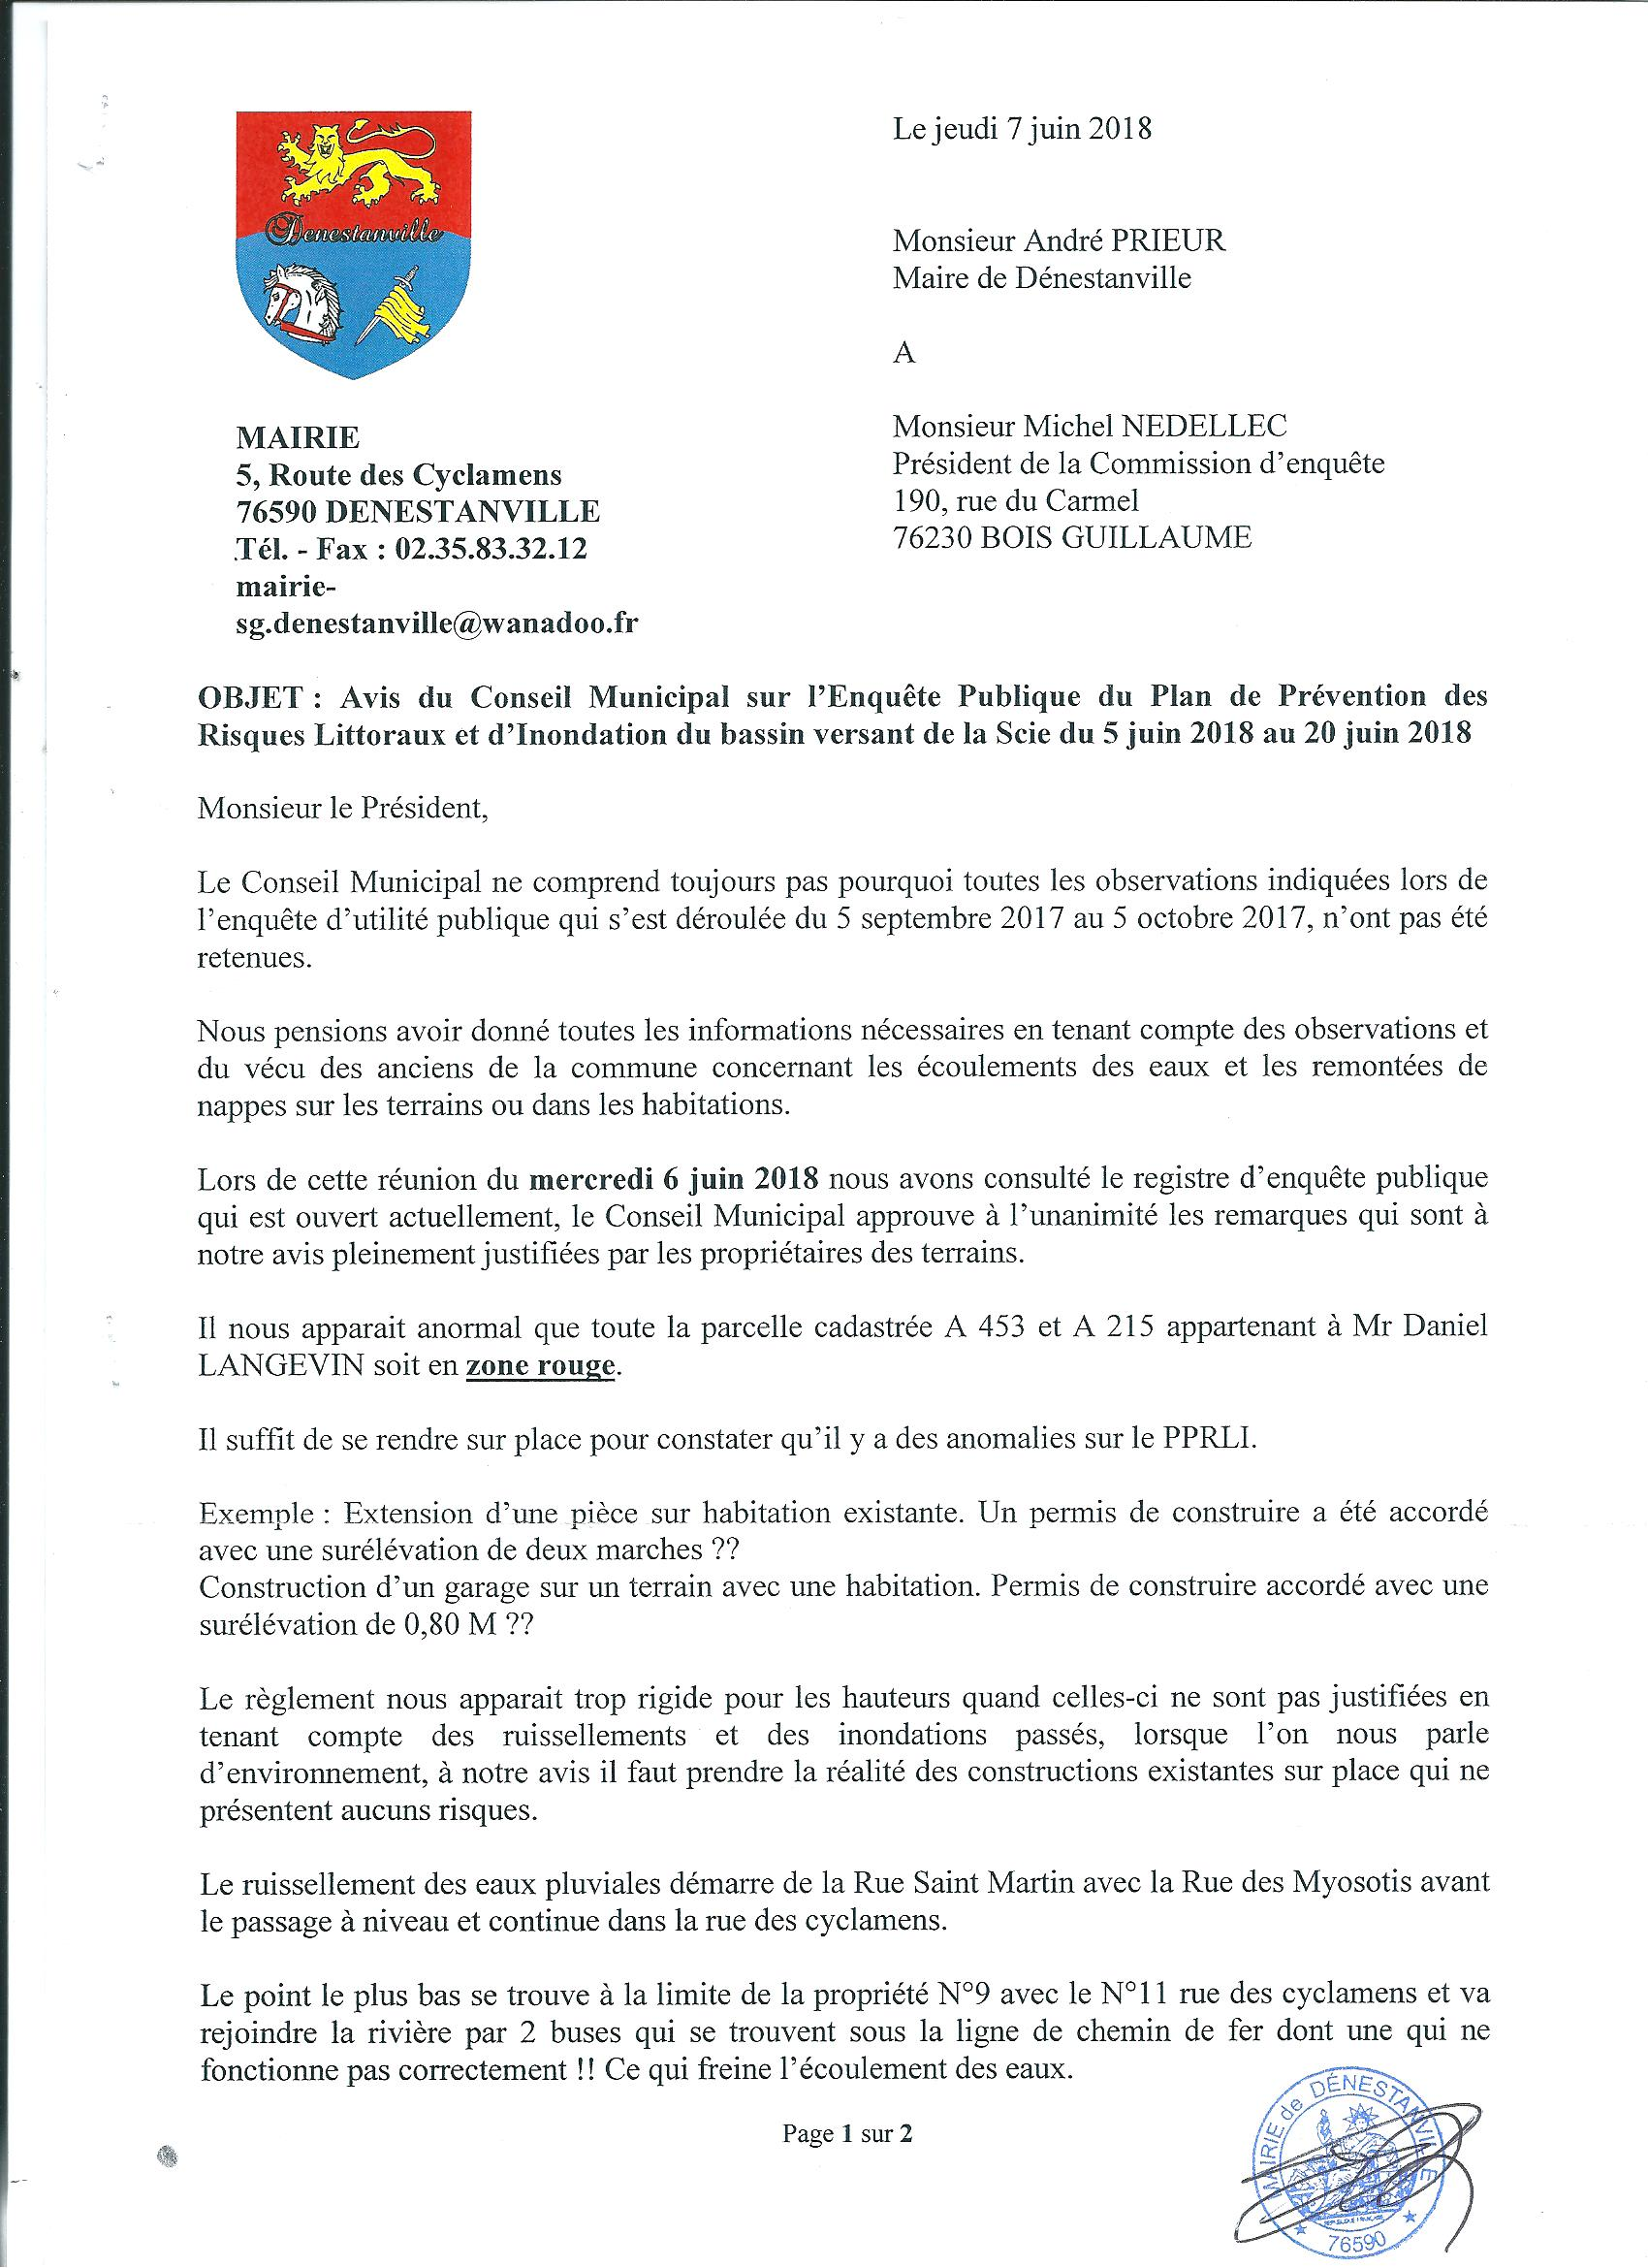 Denestanville
MAIRIE
5, Route des Cyclamens
76590 DENESTANVILLE
Tél. - Fax : 02.35.83.32.12
mairie-
sg.denestanville@wanadoo.fr
Le jeudi 7 juin 2018
Monsieur André PRIEUR
Maire de Dénestanville
A
Monsieur Michel NEDELLEC
Président de la Commission d’enquête
190, rue du Carmel
76230 BOIS GUILLAUME
OBJET : Avis du Conseil Municipal sur l’Enquête Publique du Plan de Prévention des
Risques Littoraux et d’Inondation du bassin versant de la Scie du 5 juin 2018 au 20 juin 2018
Monsieur le Président,
Le Conseil Municipal ne comprend toujours pas pourquoi toutes les observations indiquées lors de
l’enquête d’utilité publique qui s’est déroulée du 5 septembre 2017 au 5 octobre 2017, n’ont pas été
retenues.
Nous pensions avoir donné toutes les informations nécessaires en tenant compte des observations et
du vécu des anciens de la commune concernant les écoulements des eaux et les remontées de
nappes sur les terrains ou dans les habitations.
Lors de cette réunion du mercredi 6 juin 2018 nous avons consulté le registre d’enquête publique
qui est ouvert actuellement, le Conseil Municipal approuve à l’unanimité les remarques qui sont à
notre avis pleinement justifiées par les propriétaires des terrains.
Il nous apparait anormal que toute la parcelle cadastrée A 453 et A 215 appartenant à Mr Daniel
LANGEVIN soit en zone rouge.
Il suffit de se rendre sur place pour constater qu’il y a des anomalies sur le PPRLI.
Exemple : Extension d’une pièce sur habitation existante. Un permis de construire a été accordé
avec une surélévation de deux marches ??
Construction d’un garage sur un terrain avec une habitation. Permis de construire accordé avec une
surélévation de 0,80 M ??
Le règlement nous apparait trop rigide pour les hauteurs quand celles-ci ne sont pas justifiées en
tenant compte des ruissellements et des inondations passés, lorsque l’on nous parle
d’environnement, à notre avis il faut prendre la réalité des constructions existantes sur place qui ne
présentent aucuns risques.
Le ruissellement des eaux pluviales démarre de la Rue Saint Martin avec la Rue des Myosotis avant
le passage à niveau et continue dans la rue des cyclamens.
Le point le plus bas se trouve à la limite de la propriété N°9 avec le N°11 rue des cyclamens et va
rejoindre la rivière par 2 buses qui se trouvent sous la ligne de chemin de fer dont une qui ne
fonctionne pas correctement !! Ce qui freine l’écoulement des eaux.
Page 1 sur 2
MAIRIE de DÉNESTANVILLE
76590